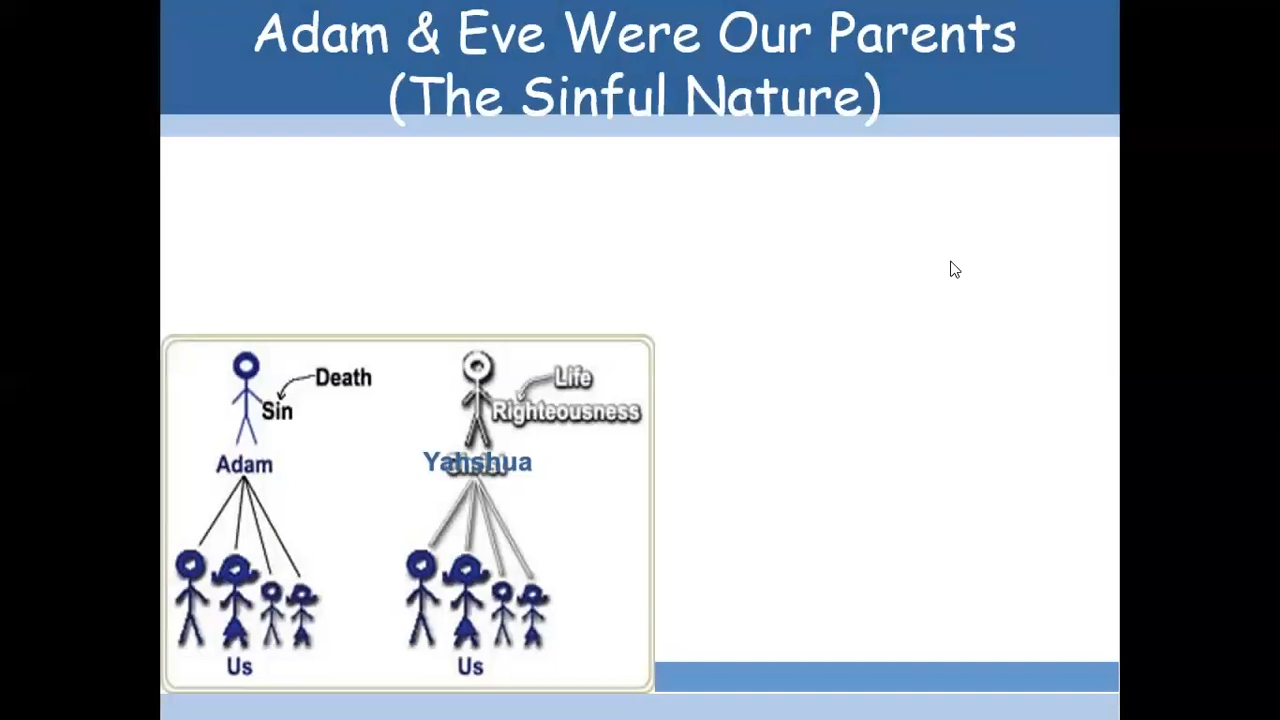 Adam & Eve Were Our Parents
(The Sinful Nature)
Death
Sin
Adam
Us
Life
Righteousness
Yahshua
Us